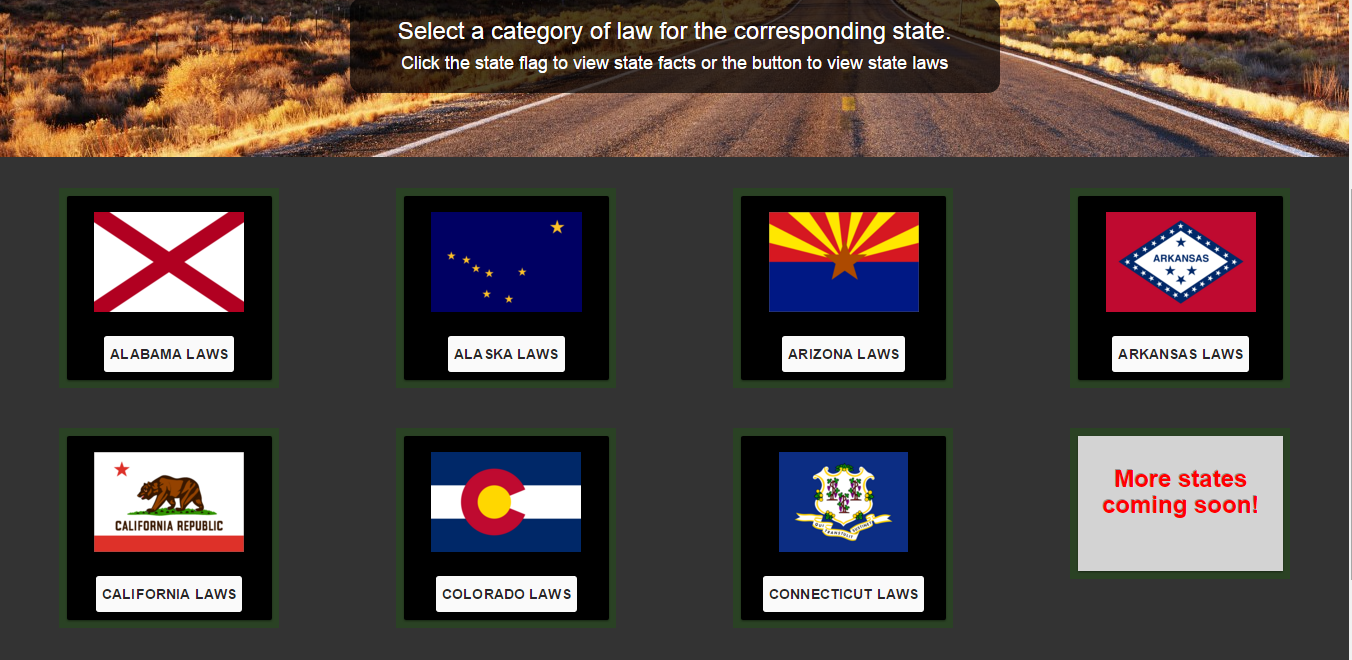 Select a category of law for the corresponding state.
Click the state flag to view state facts or the button to view state laws
ARKANSAS
ALABAMA LAWS
ALASKA LAWS
ARIZONA LAWS
ARKANSAS LAWS
CALIFORNIA REPUBLIC
QUI TRANSTULIT SUSTINET
More states
coming soon!
CALIFORNIA LAWS
COLORADO LAWS
CONNECTICUT LAWS